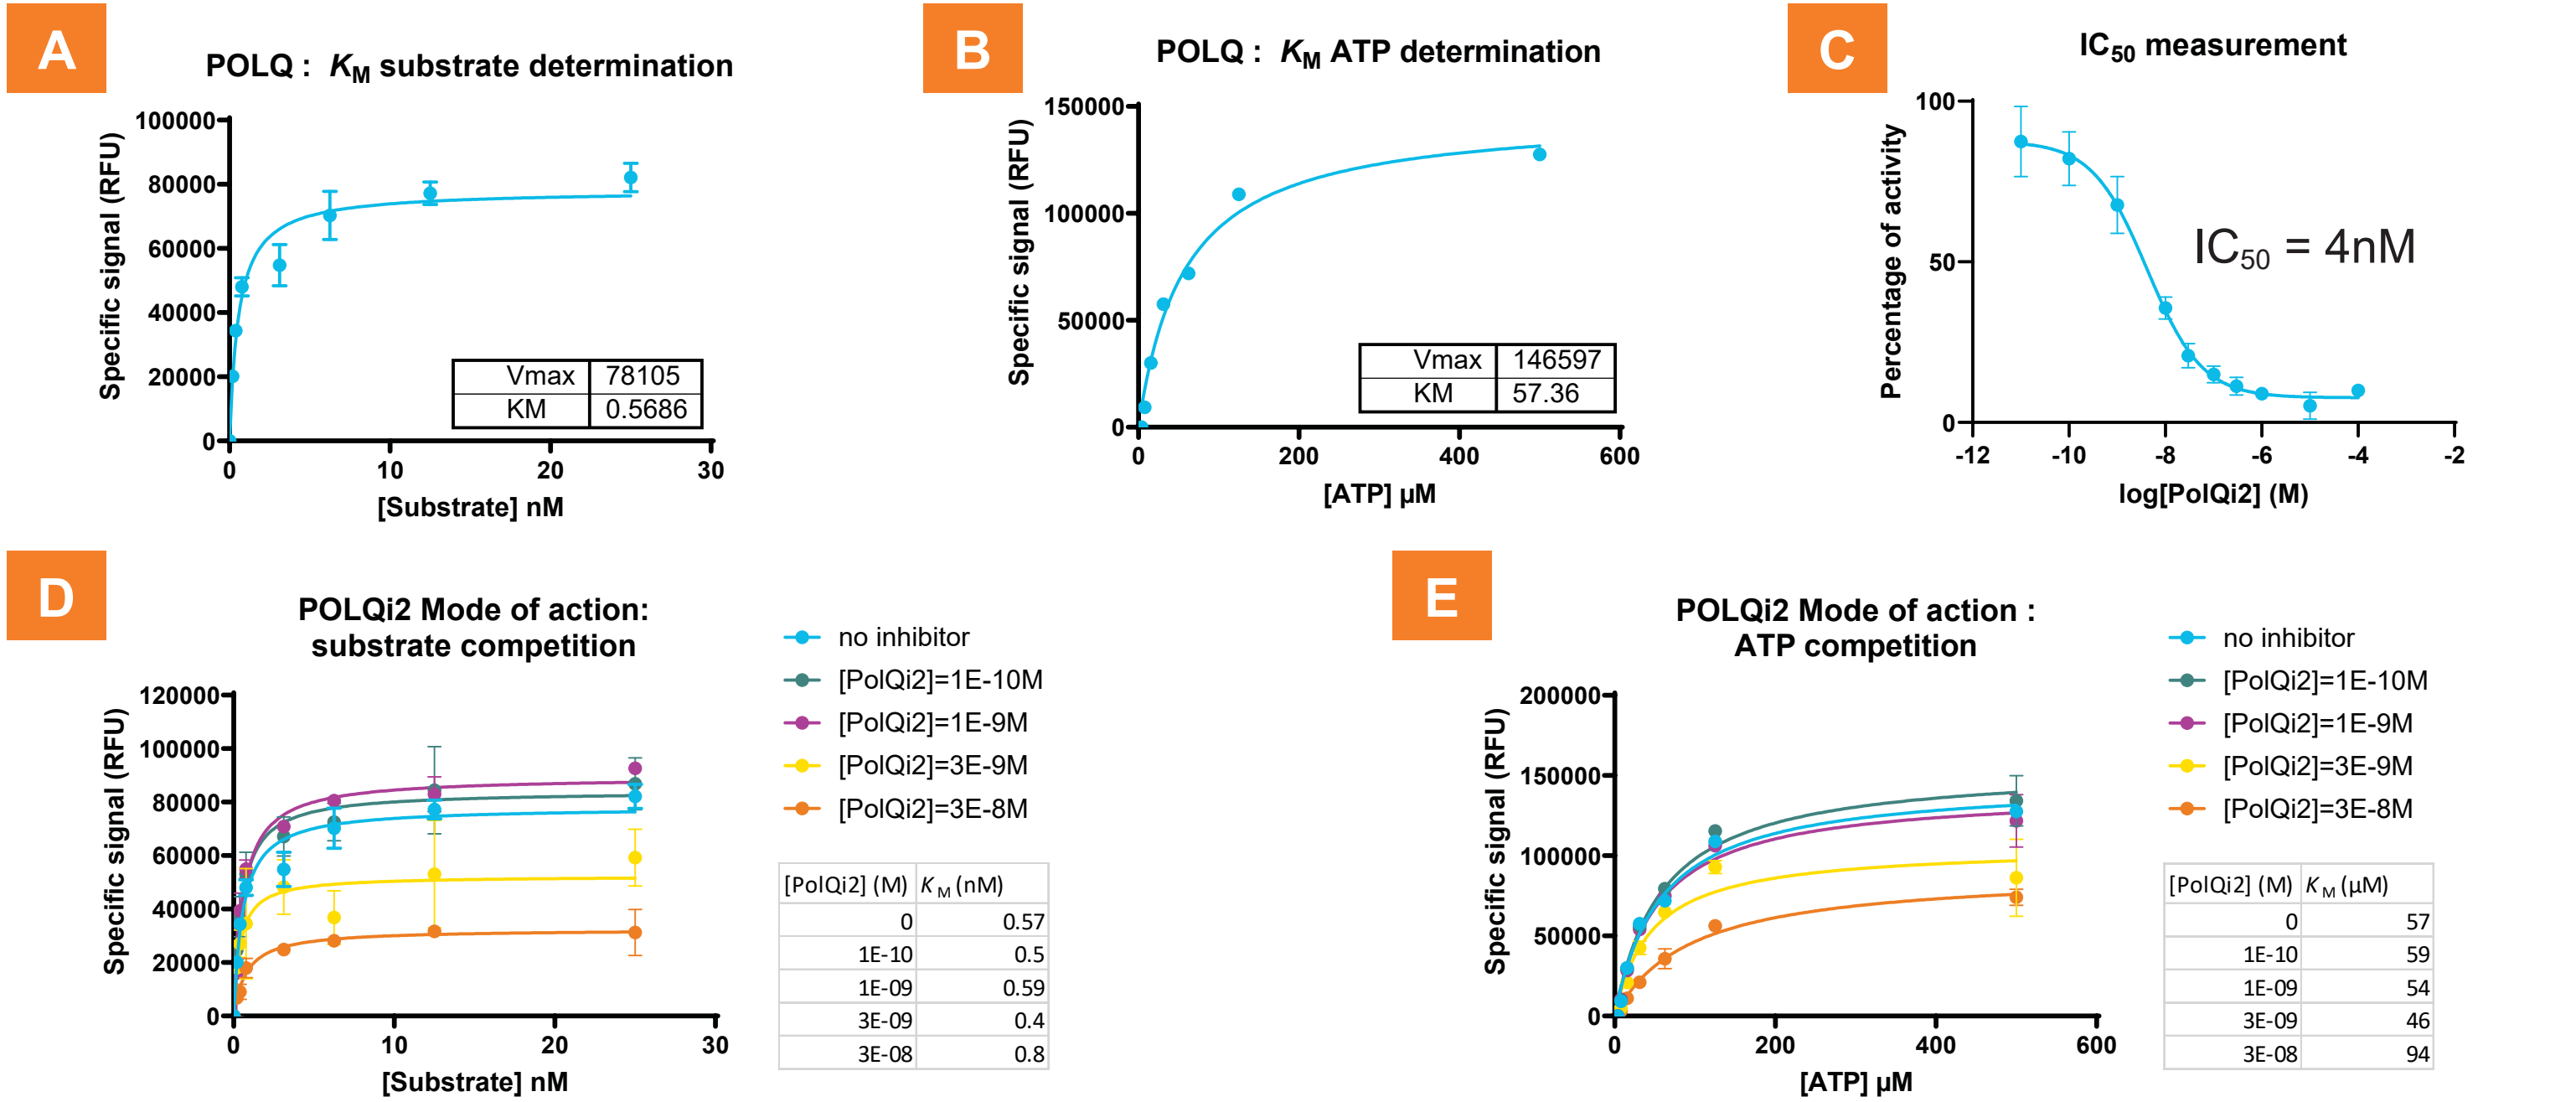 A
POLQ : KM substrate determination
Specific signal (RFU)
100000
80000
60000
40000
20000
0
0 10 20 30
[Substrate] nM
Vmax 78105
KM 0.5686
B
POLQ : KM ATP determination
Specific signal (RFU)
150000
100000
50000
0
0 200 400 600
[ATP] µM
Vmax 146597
KM 57.36
C
IC50 measurement
Percentage of activity
100
50
0
-12 -10 -8 -6 -4 -2
log[PolQi2] (M)
IC50 = 4nM
D
POLQi2 Mode of action:
substrate competition
Specific signal (RFU)
120000
100000
80000
60000
40000
20000
0
0 10 20 30
[Substrate] nM
no inhibitor
[PolQi2]=1E-10M
[PolQi2]=1E-9M
[PolQi2]=3E-9M
[PolQi2]=3E-8M
[PolQi2] (M) KM (nM)
0 0.57
1E-10 0.5
1E-09 0.59
3E-09 0.4
3E-08 0.8
E
POLQi2 Mode of action :
ATP competition
Specific signal (RFU)
200000
150000
100000
50000
0
0 200 400 600
[ATP] µM
no inhibitor
[PolQi2]=1E-10M
[PolQi2]=1E-9M
[PolQi2]=3E-9M
[PolQi2]=3E-8M
[PolQi2] (M) KM (µM)
0 57
1E-10 59
1E-09 54
3E-09 46
3E-08 94